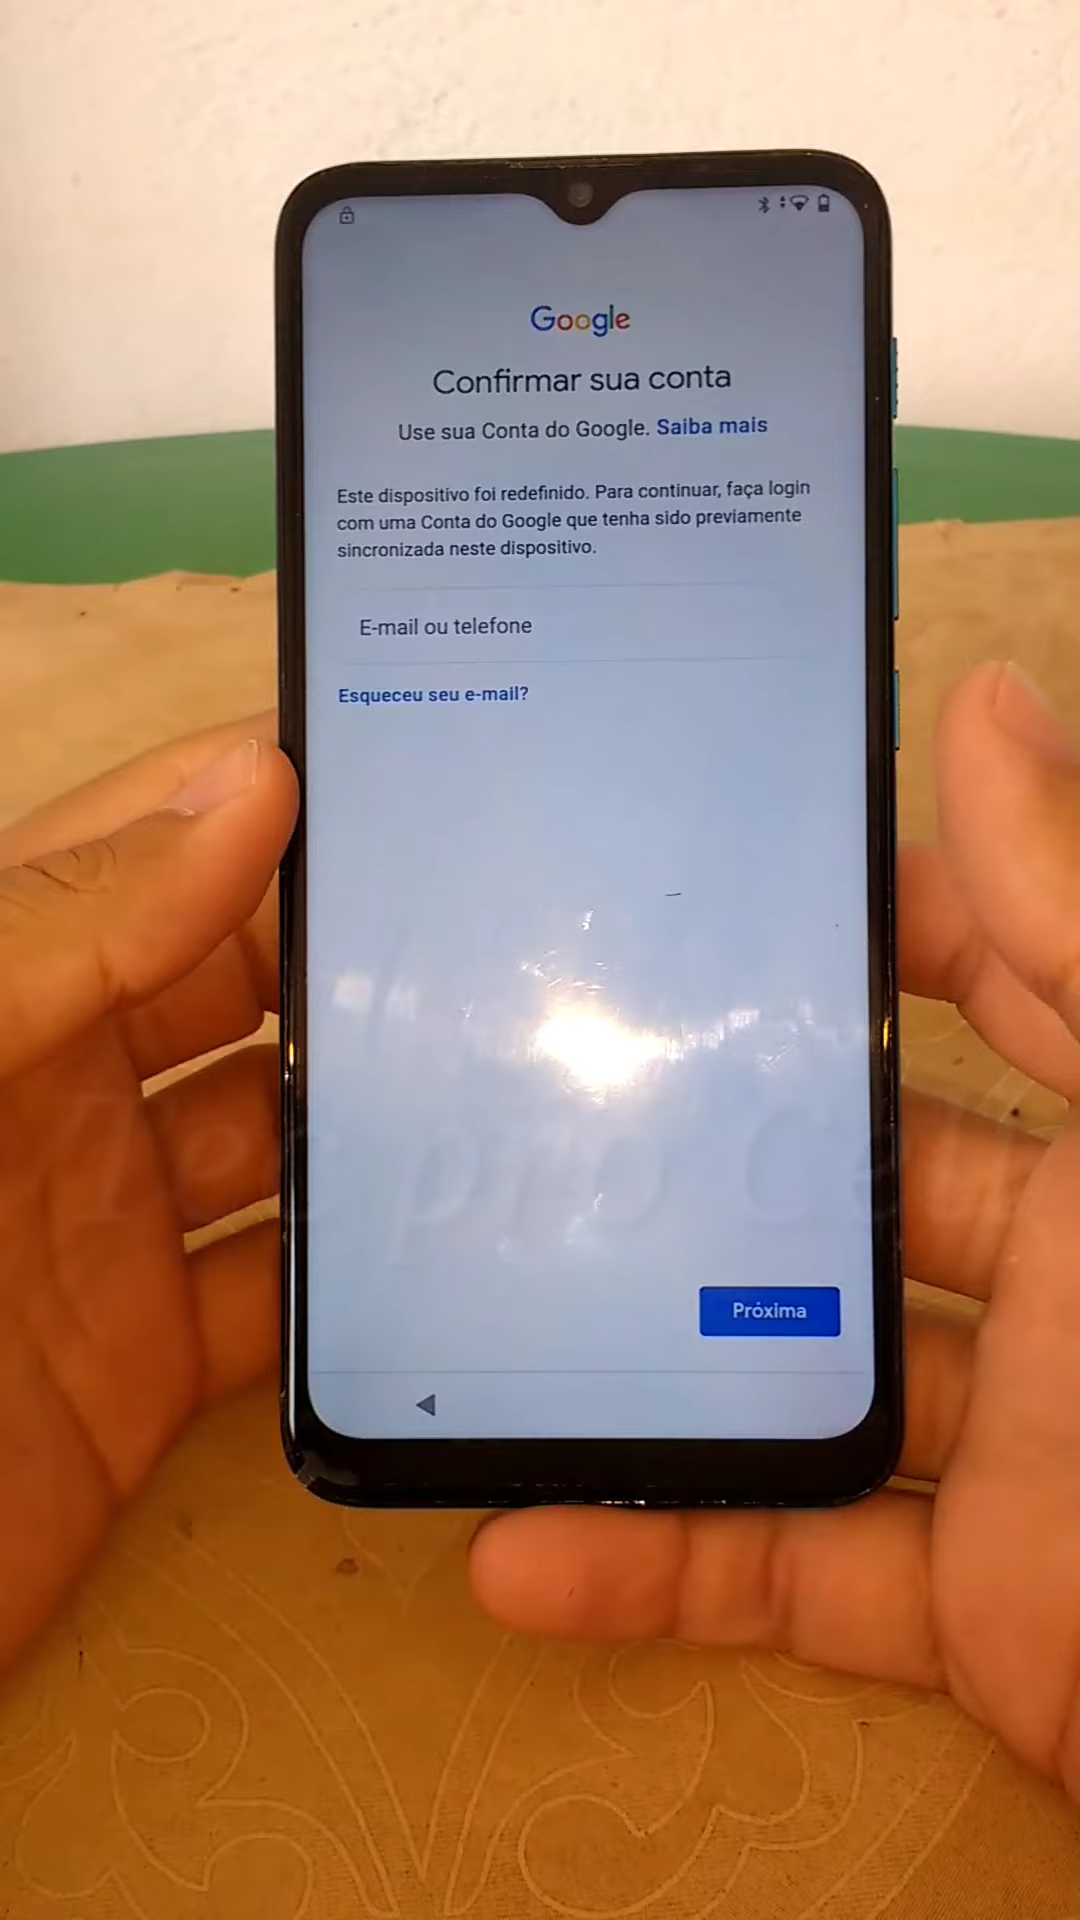 Google
Confirmar sua conta
Use sua Conta do Google. Saiba mais
Este dispositivo foi redefinido. Para continuar, faça login
com uma Conta do Google que tenha sido previamente
sincronizada neste dispositivo.
E-mail ou telefone
Esqueceu seu e-mail?
pro
Próxima